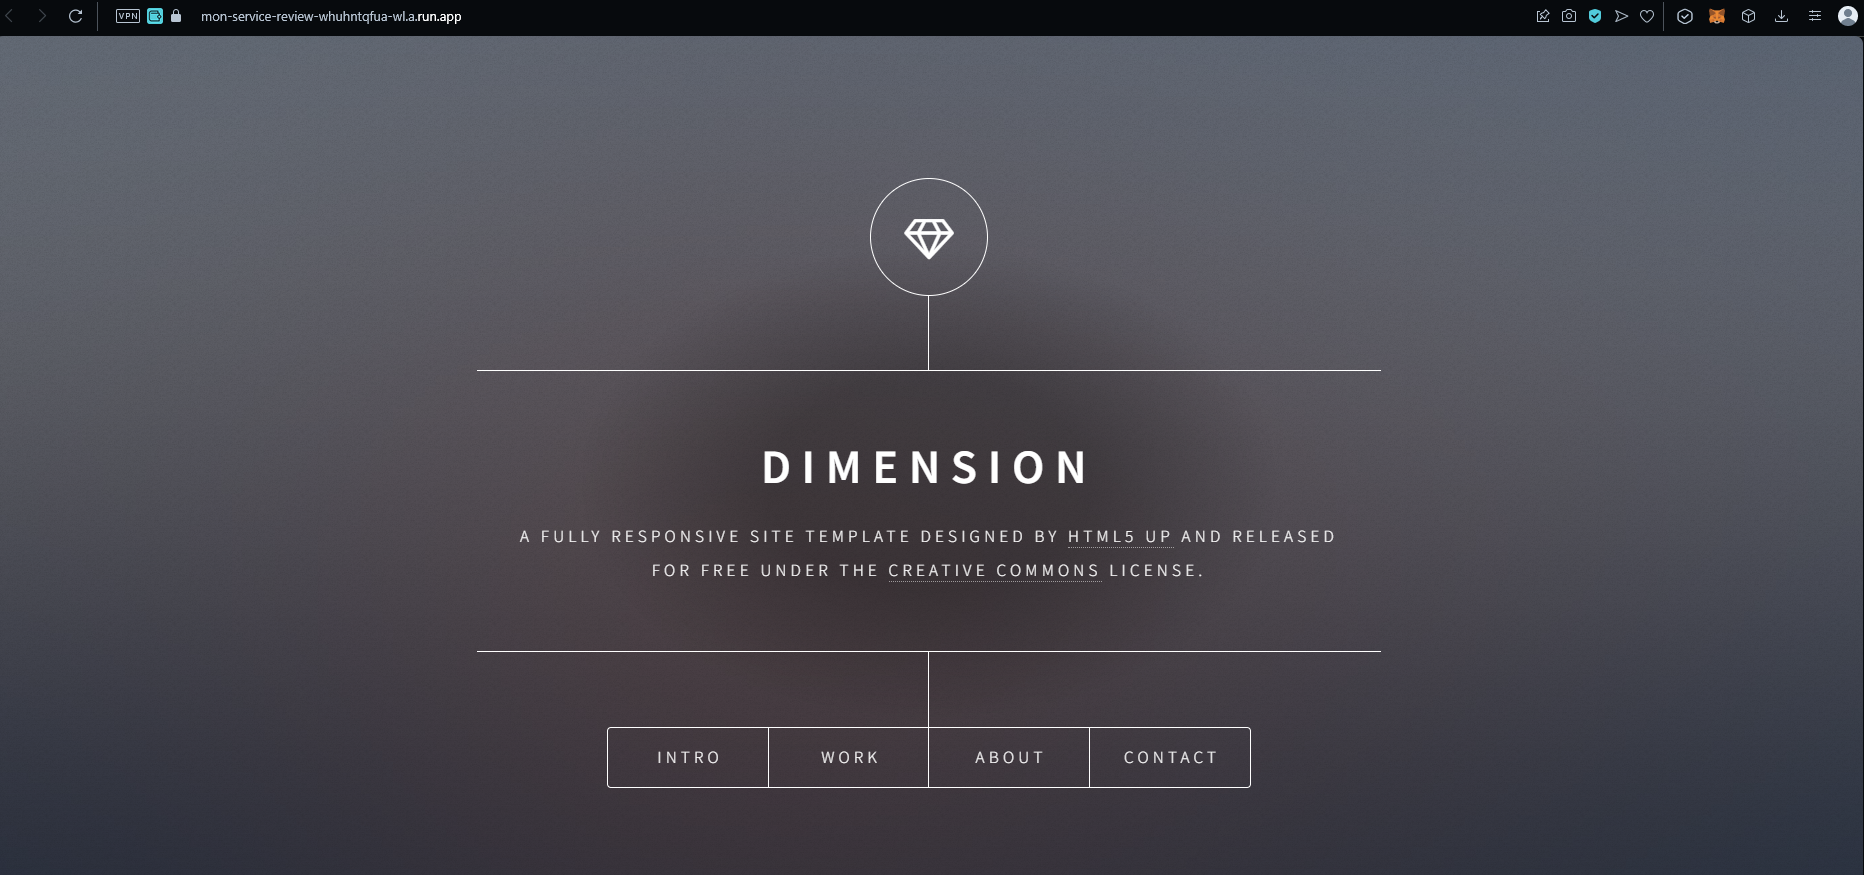 VPN
mon-service-review-whuhntqfua-wl.a.run.app
DIMENSION
A FULLY RESPONSIVE SITE TEMPLATE DESIGNED BY HTML5 UP AND RELEASED
FOR FREE UNDER THE CREATIVE COMMONS LICENSE.
INTRO WORK ABOUT CONTACT